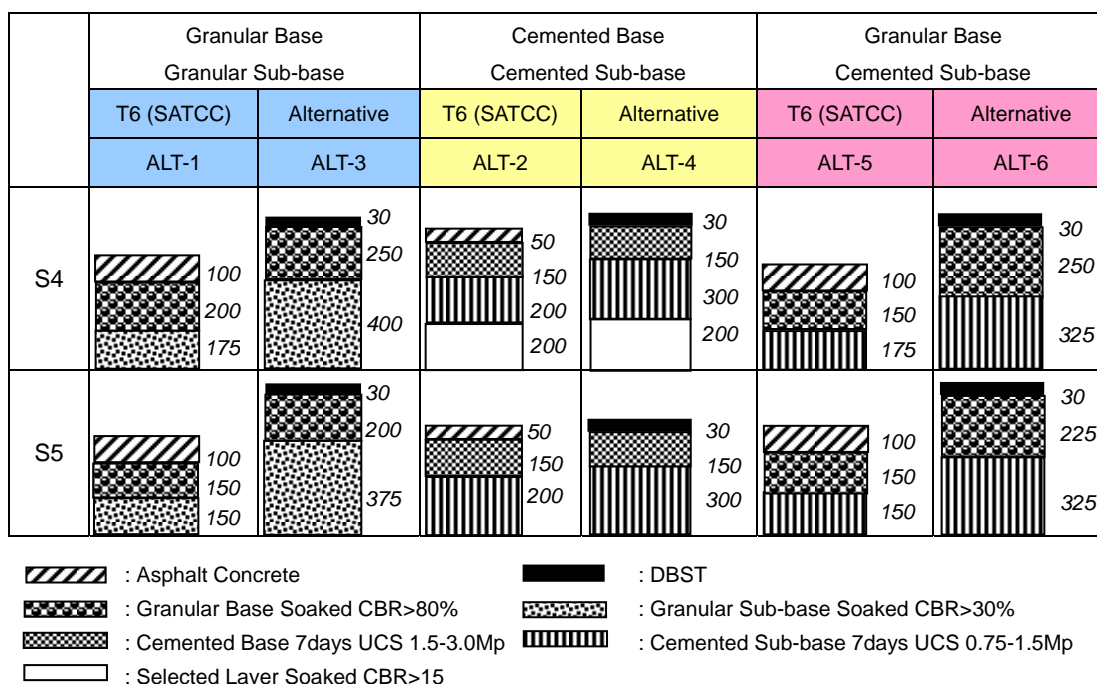 Granular Base
Granular Sub-base
Cemented Base
Cemented Sub-base
Granular Base
Cemented Sub-base
T6 (SATCC)
Alternative
T6 (SATCC)
Alternative
T6 (SATCC)
Alternative
ALT-1
ALT-3
ALT-2
ALT-4
ALT-5
ALT-6
S4
100
200
175
30
250
400
50
150
200
200
30
150
300
200
100
150
175
30
250
325
S5
100
150
150
30
200
375
50
150
200
30
150
300
100
150
150
30
225
325
: Asphalt Concrete
: DBST
: Granular Base Soaked CBR>80%
: Granular Sub-base Soaked CBR>30%
: Cemented Base 7days UCS 1.5-3.0Mp
: Cemented Sub-base 7days UCS 0.75-1.5Mp
: Selected Layer Soaked CBR>15